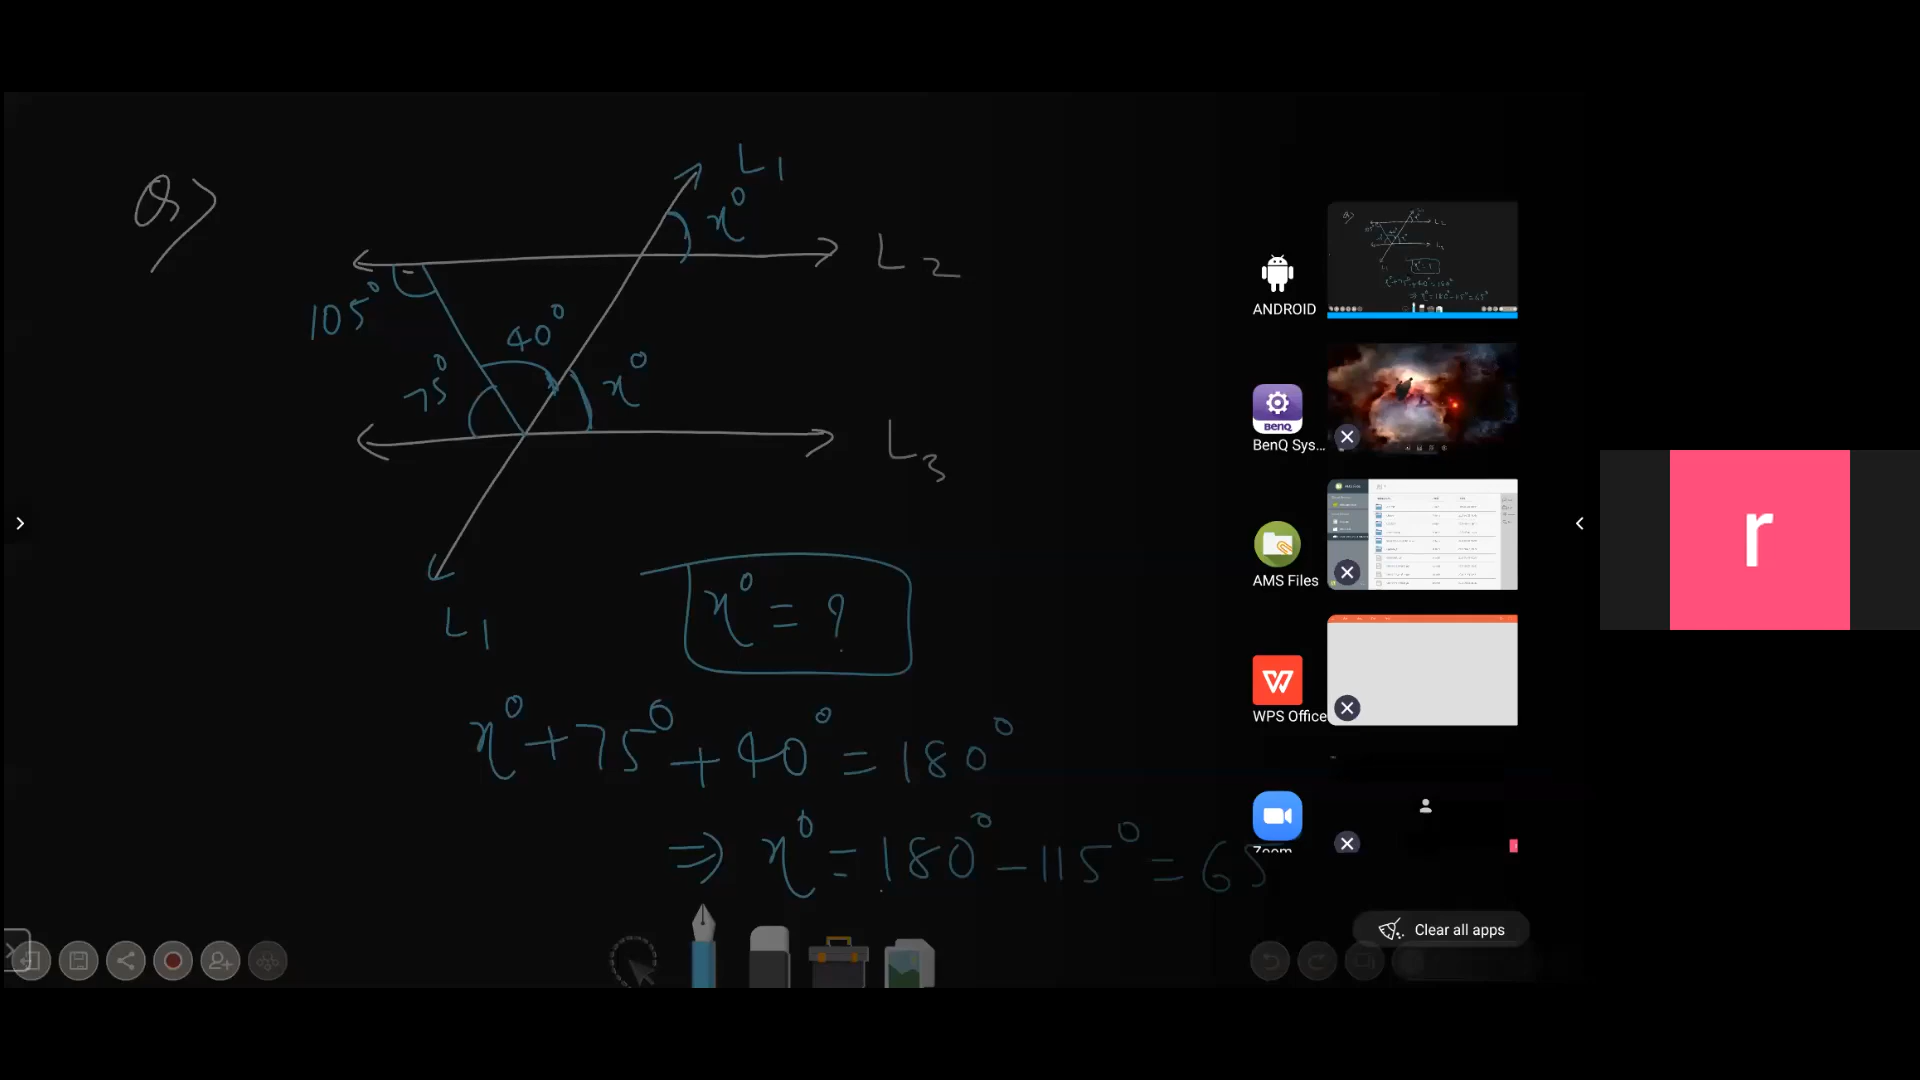 Q>
L1
x°
L2
105°
40°
75°
x°
L3
L1
x° = ?
x° + 75° + 40° = 180°
⇒ x° = 180° - 115° = 65
ANDROID
BenQ
BenQ Sys...
AMS Files
WPS Office
Zoom
Clear all apps
r